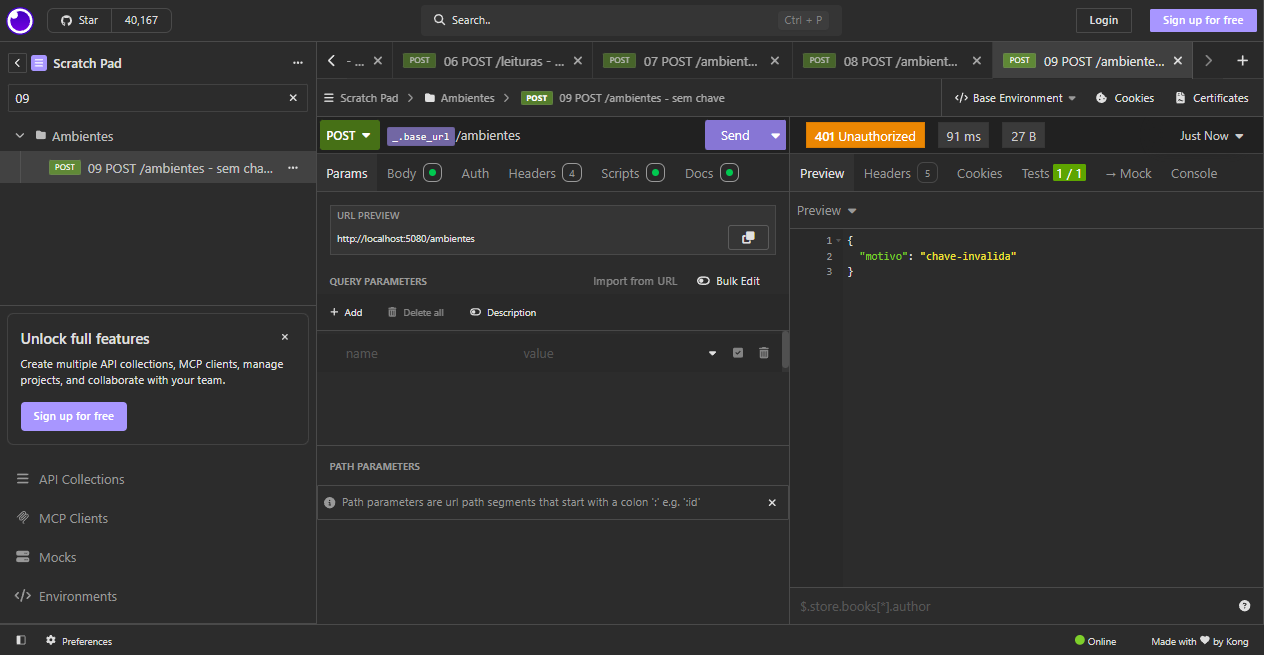 Star 40,167 Search.. Ctrl + P Login Sign up for free
Scratch Pad
09
Ambientes
POST 09 POST /ambientes - sem cha...
Unlock full features
Create multiple API collections, MCP clients, manage
projects, and collaborate with your team.
Sign up for free
API Collections
MCP Clients
Mocks
Environments
- ... POST 06 POST /leituras - ... POST 07 POST /ambient... POST 08 POST /ambient... POST 09 POST /ambiente...
Scratch Pad Ambientes POST 09 POST /ambientes - sem chave
Base Environment Cookies Certificates
POST _.base_url /ambientes Send
Params Body Auth Headers 4 Scripts Docs
URL PREVIEW
http://localhost:5080/ambientes
QUERY PARAMETERS Import from URL Bulk Edit
Add Delete all Description
name value
PATH PARAMETERS
Path parameters are url path segments that start with a colon ':' e.g. ':id'
401 Unauthorized 91 ms 27 B Just Now
Preview Headers 5 Cookies Tests 1 / 1 → Mock Console
Preview
1 {
2 "motivo": "chave-invalida"
3 }
$.store.books[*].author
Preferences Online Made with ♥ by Kong